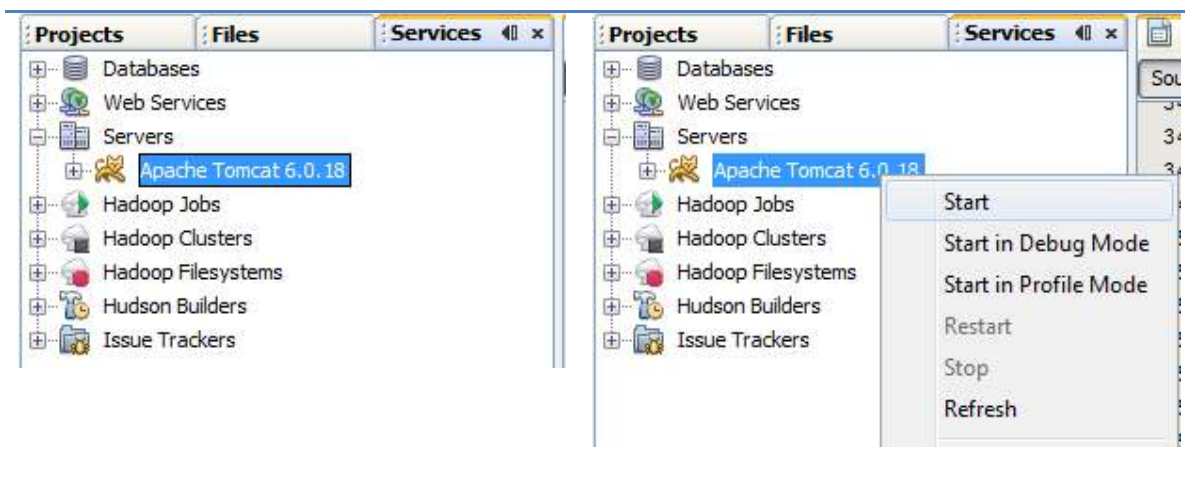 Projects Files Services
Databases
Web Services
Servers
Apache Tomcat 6.0.18
Hadoop Jobs
Hadoop Clusters
Hadoop Filesystems
Hudson Builders
Issue Trackers
Projects Files Services
Databases
Web Services
Servers
Apache Tomcat 6.0.18
Hadoop Jobs
Hadoop Clusters
Hadoop Filesystems
Hudson Builders
Issue Trackers
Start
Start in Debug Mode
Start in Profile Mode
Restart
Stop
Refresh
Sou